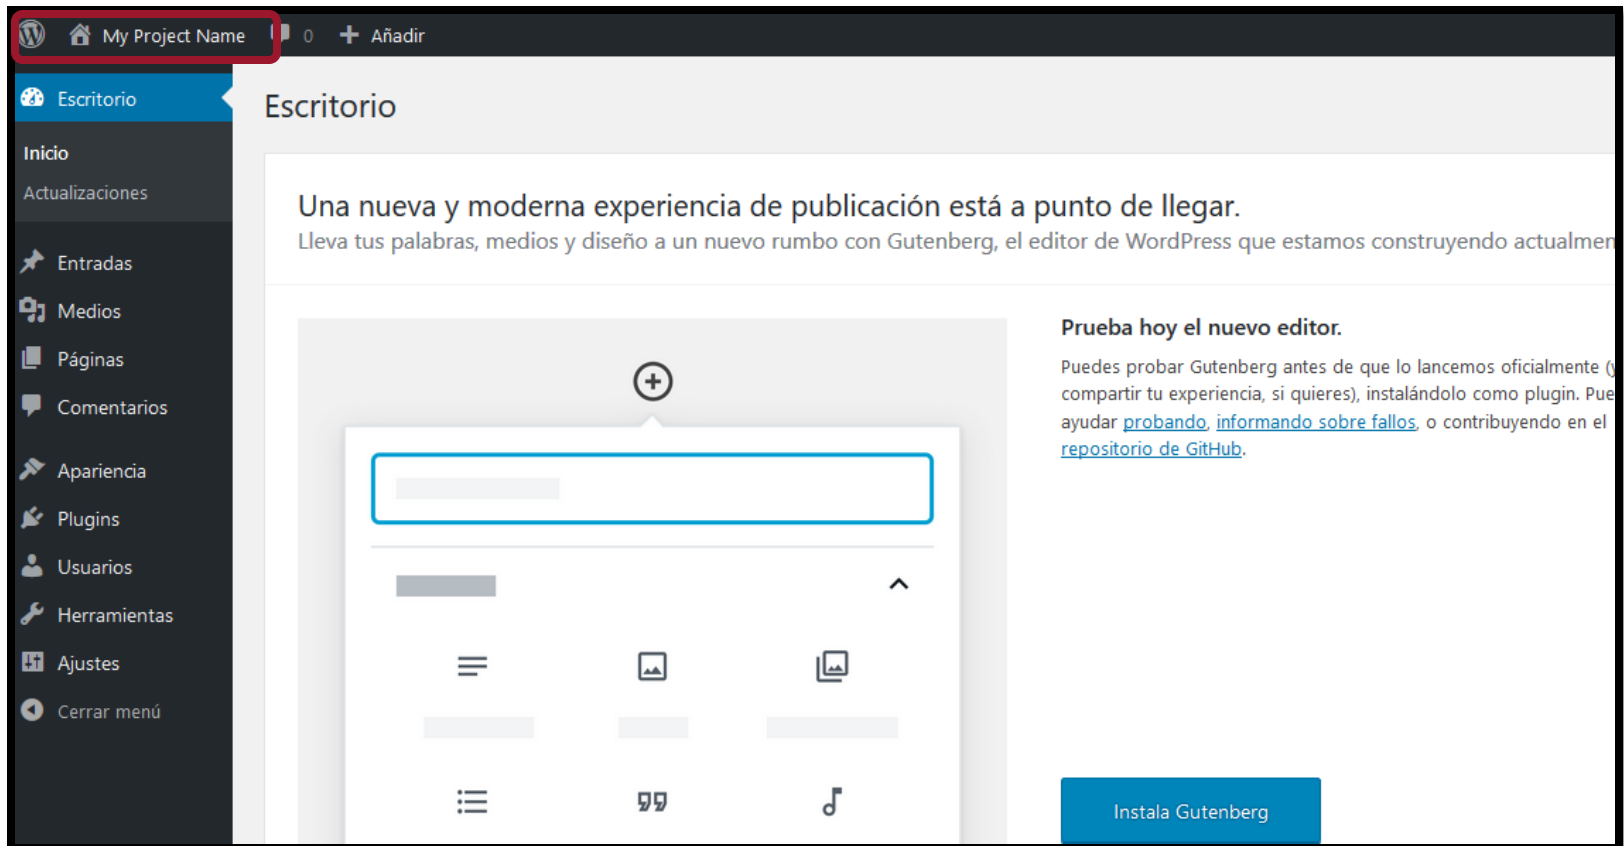 My Project Name 0 Añadir
Escritorio
Inicio
Actualizaciones
Entradas
Medios
Páginas
Comentarios
Apariencia
Plugins
Usuarios
Herramientas
Ajustes
Cerrar menú
Escritorio
Una nueva y moderna experiencia de publicación está a punto de llegar.
Lleva tus palabras, medios y diseño a un nuevo rumbo con Gutenberg, el editor de WordPress que estamos construyendo
Prueba hoy el nuevo editor.
Puedes probar Gutenberg antes de que lo lancemos oficialmente
compartir tu experiencia, si quieres), instalándolo como plugin.
ayudar probando, informando sobre fallos, o contribuyendo en el
repositorio de GitHub.
Instala Gutenberg